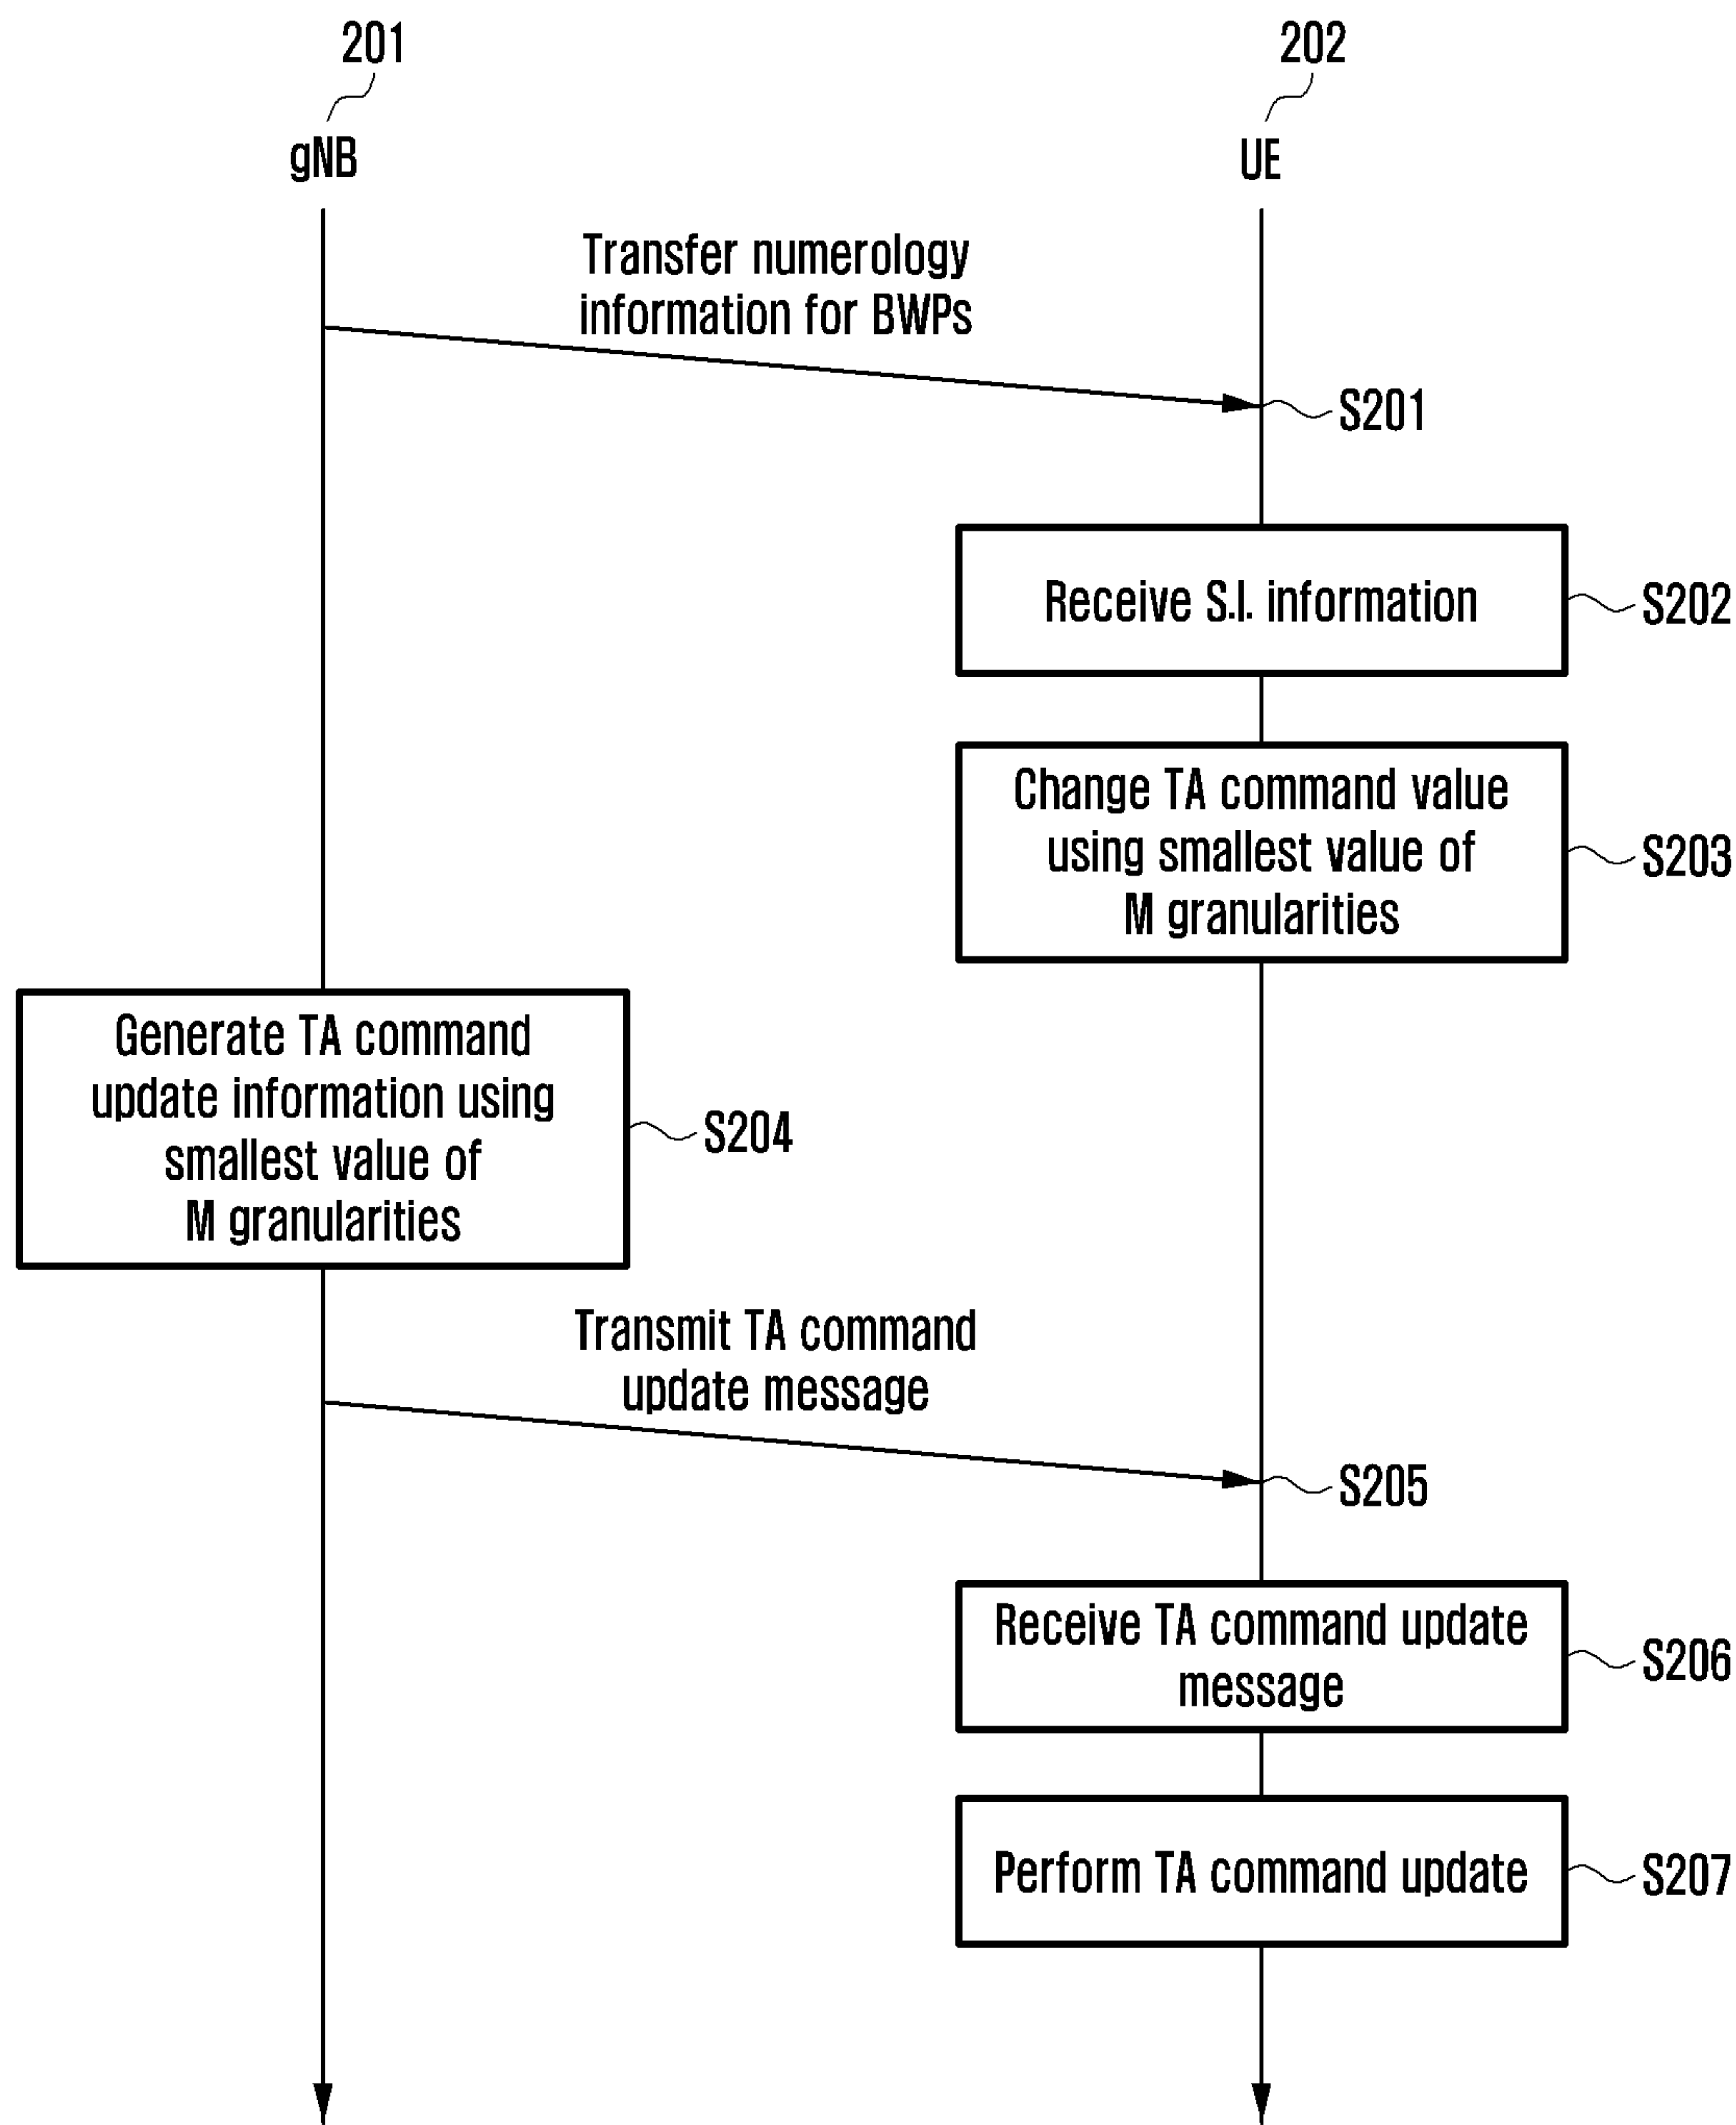 201
202
gNB
UE
Transfer numerology
information for BWPs
S201
Receive S.I. information
S202
Change TA command value
using smallest value of
M granularities
S203
Generate TA command
update information using
smallest value of
M granularities
S204
Transmit TA command
update message
S205
Receive TA command update
message
S206
Perform TA command update
S207